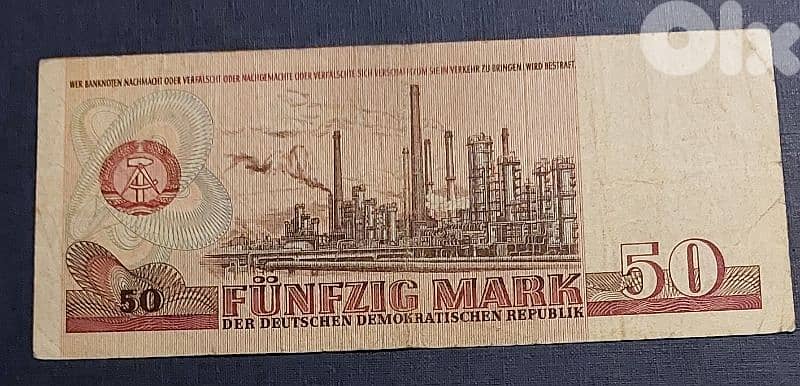 Olx
WER BANKNOTEN NACHMACHT ODER VERFÄLSCHT ODER NACHGEMACHTE ODER VERFÄLSCHTE SICH VERSCHAFFT, UM SIE IN VERKEHR ZU BRINGEN, WIRD BESTRAFT.
50
FÜNFZIG MARK
50
DER DEUTSCHEN DEMOKRATISCHEN REPUBLIK